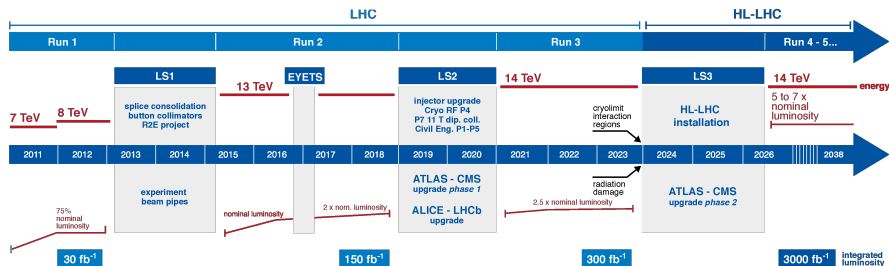 LHC
HL-LHC
Run 1
Run 2
Run 3
Run 4 - 5...
LS1
EYETS
LS2
LS3
7 TeV
8 TeV
splice consolidation
button collimators
R2E project
13 TeV
injector upgrade
Cryo RF P4
P7 11 T dip. coll.
Civil Eng. P1-P5
14 TeV
cryolimit
interaction
regions
HL-LHC
installation
14 TeV
energy
5 to 7 x
nominal
luminosity
2011
2012
2013
2014
2015
2016
2017
2018
2019
2020
2021
2022
2023
2024
2025
2026
2038
75%
nominal
luminosity
experiment
beam pipes
nominal luminosity
2 x nom. luminosity
ATLAS - CMS
upgrade phase 1
ALICE - LHCb
upgrade
2.5 x nominal luminosity
radiation
damage
ATLAS - CMS
upgrade phase 2
30 fb-1
150 fb-1
300 fb-1
3000 fb-1
integrated
luminosity